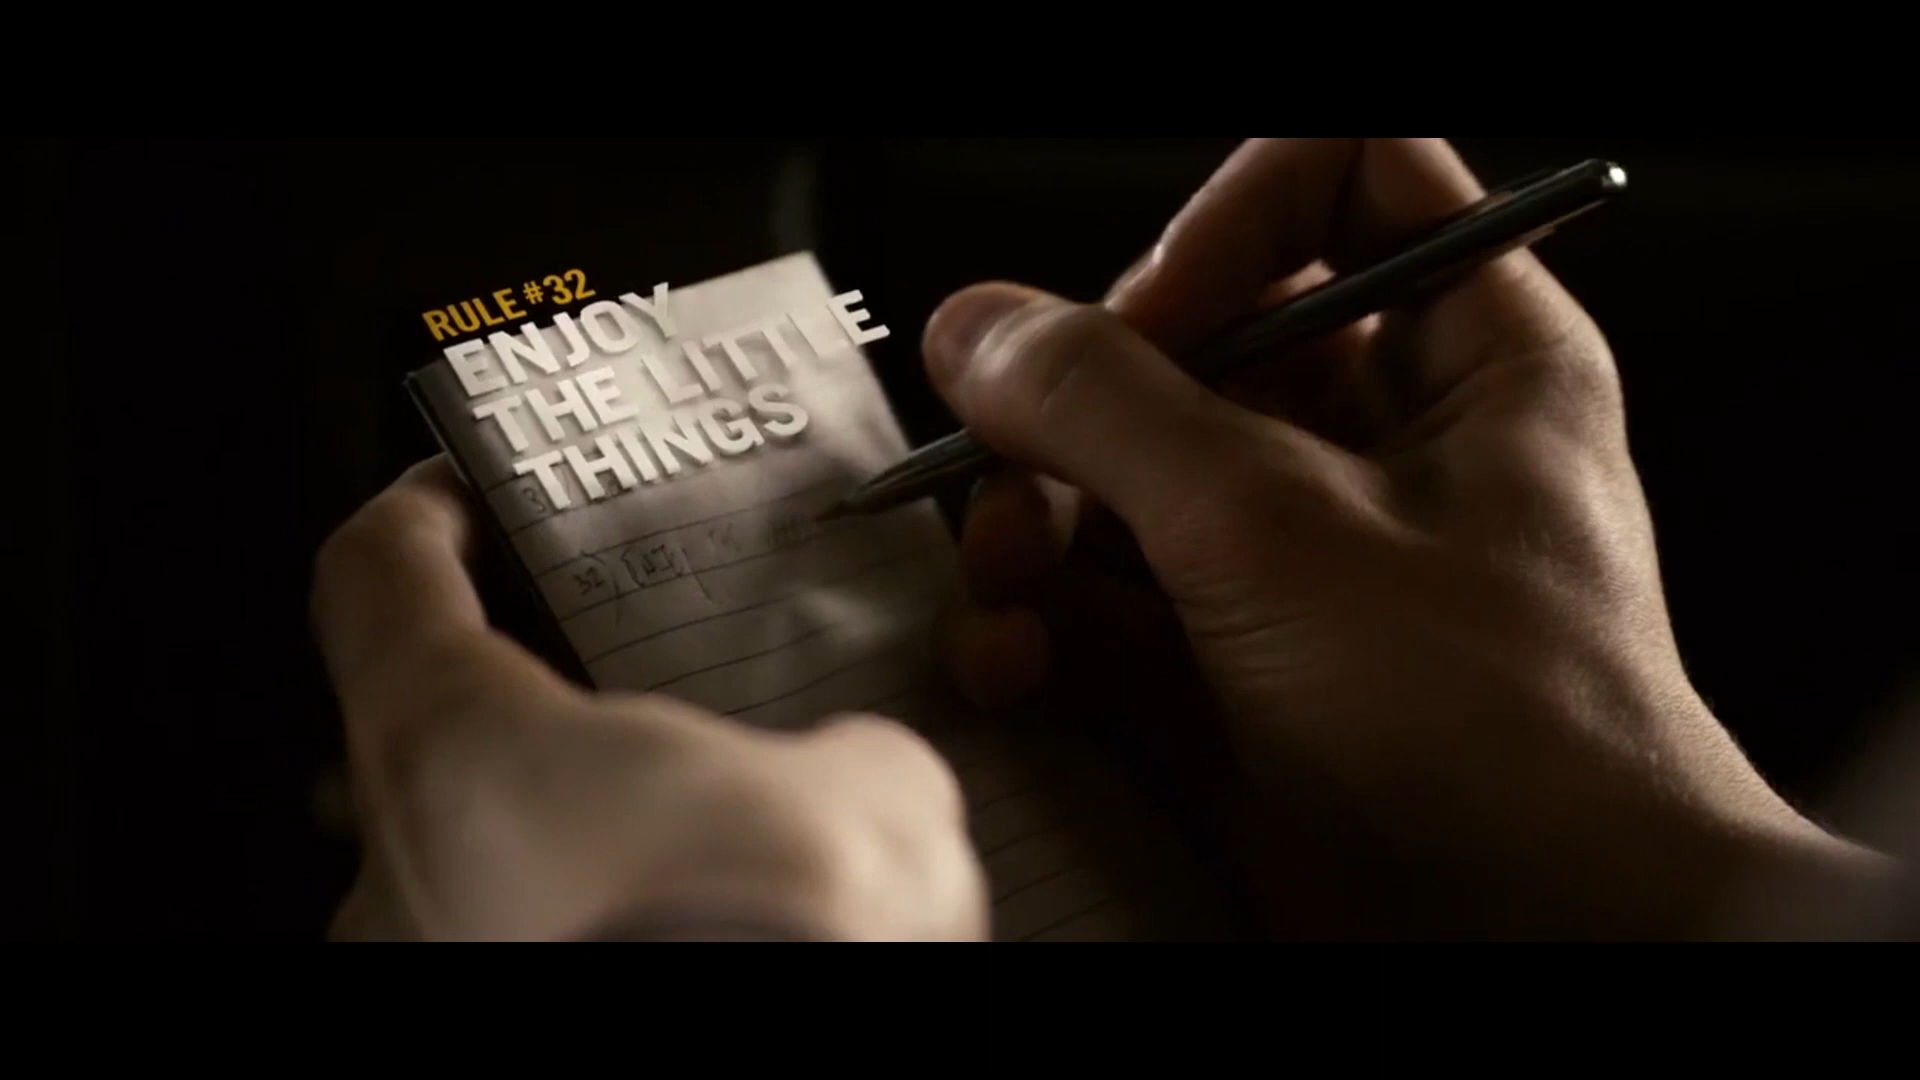 RULE #32
ENJOY
THE LITTLE
THINGS
32)